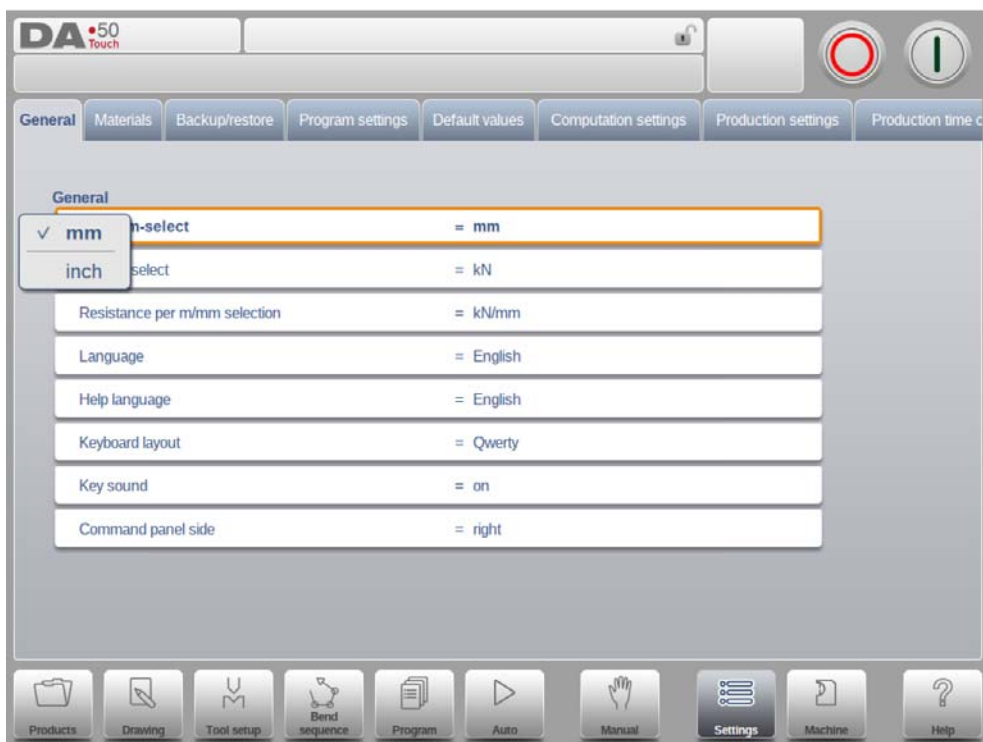 DA 50
Touch
General Materials Backup/restore Program settings Default values Computation settings Production settings Production time
General
mm
inch
n-select = mm
select = kN
Resistance per m/mm selection = kN/mm
Language = English
Help language = English
Keyboard layout = Qwerty
Key sound = on
Command panel side = right
Products Drawing Tool setup Bend sequence Program Auto Manual Settings Machine Help